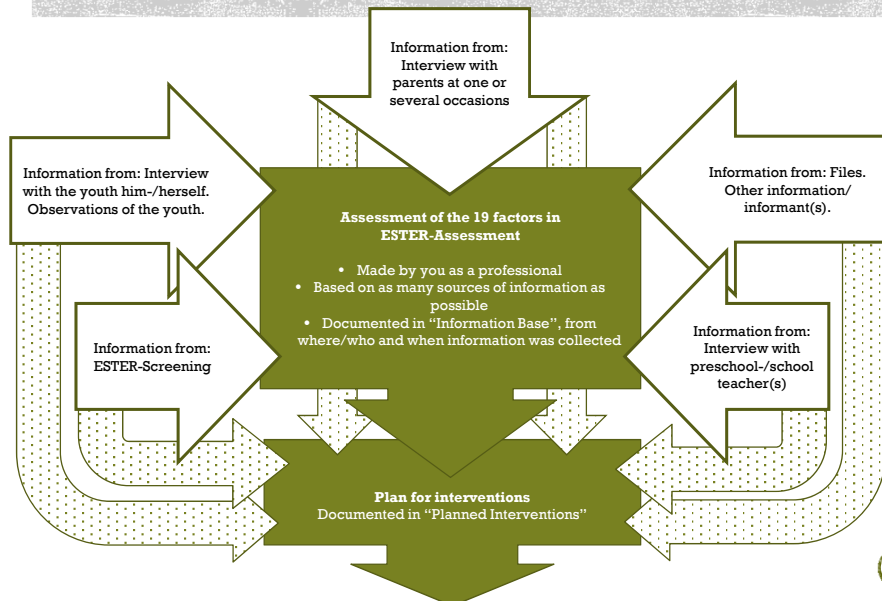 Information from:
Interview with
parents at one or
several occasions
Information from: Interview
with the youth him-/herself.
Observations of the youth.
Information from: Files.
Other information/
informant(s).
Assessment of the 19 factors in
ESTER-Assessment
• Made by you as a professional
• Based on as many sources of information as
possible
• Documented in “Information Base”, from
where/who and when information was collected
Information from:
ESTER-Screening
Information from:
Interview with
preschool-/school
teacher(s)
Plan for interventions
Documented in “Planned Interventions”